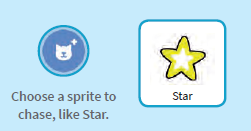 Choose a sprite to
chase, like Star.
Star